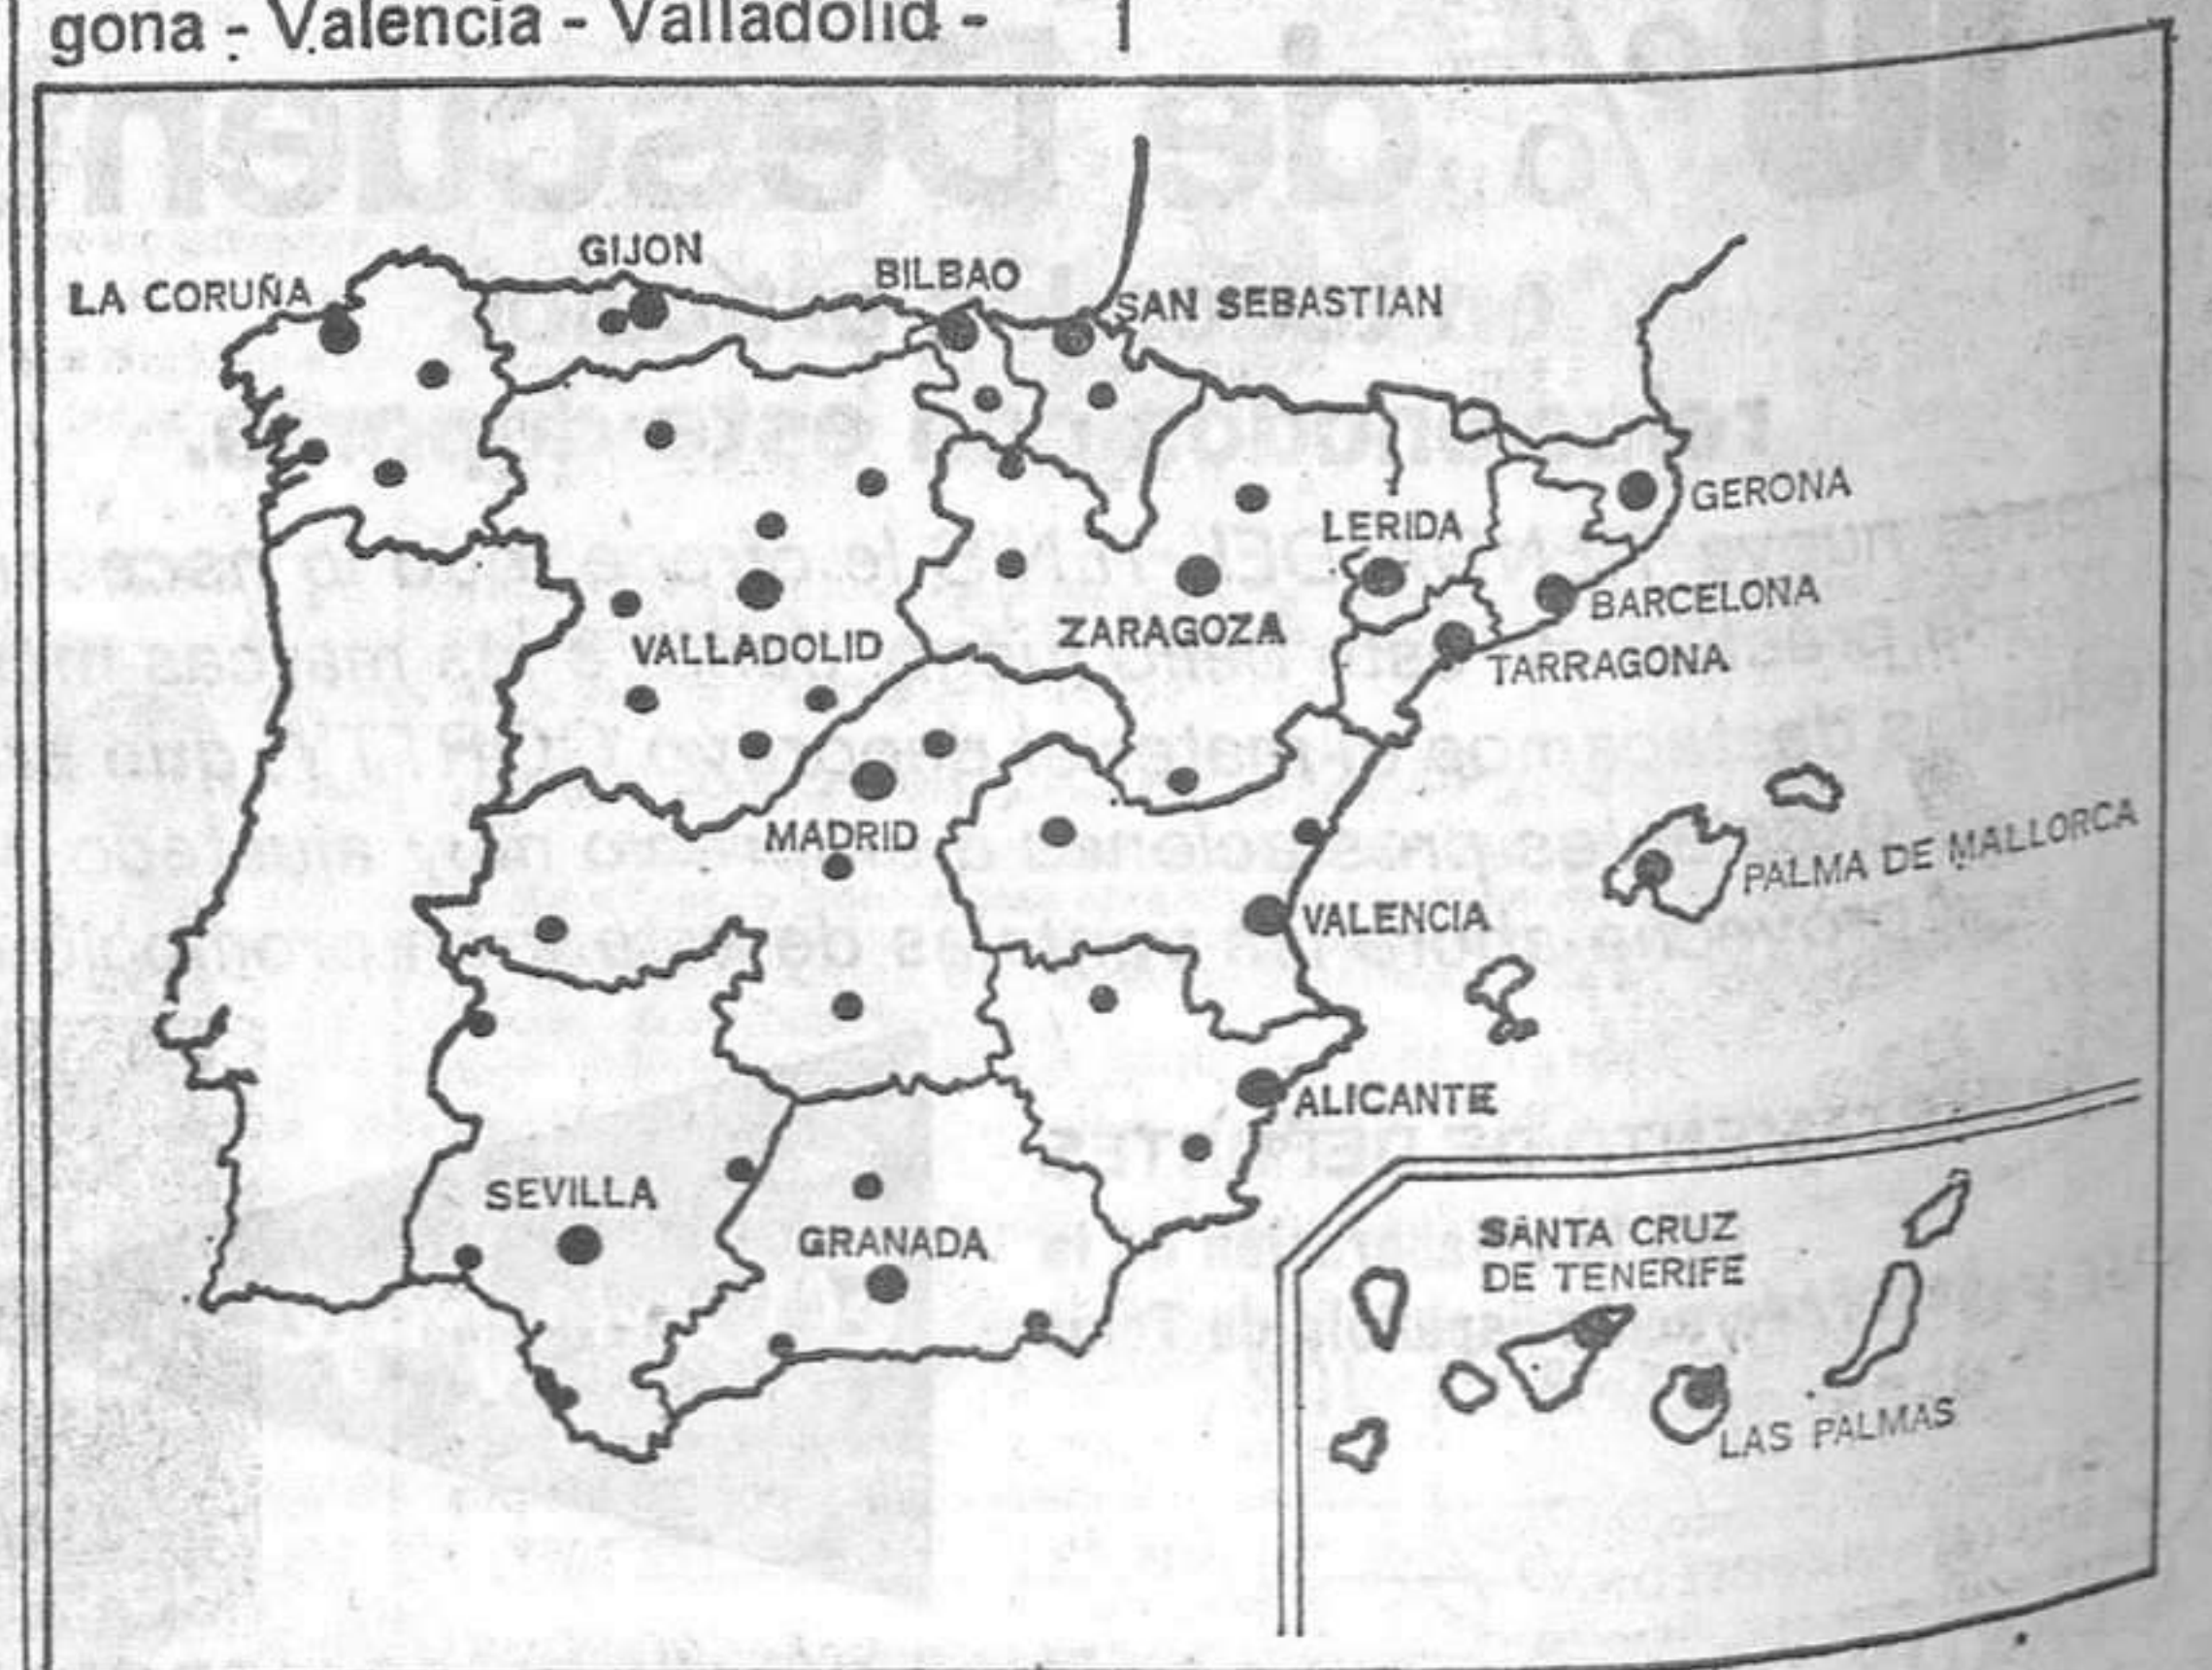 gona - Valencia - Valladolid -
GIJON
BILBAO
LA CORUÑA
SAN SEBASTIAN
GERONA
LERIDA
BARCELONA
ZARAGOZA
VALLADOLID
TARRAGONA
MADRID
PALMA DE MALLORCA
VALENCIA
ALICANTE
SEVILLA
GRANADA
SANTA CRUZ
DE TENERIFE
LAS PALMAS